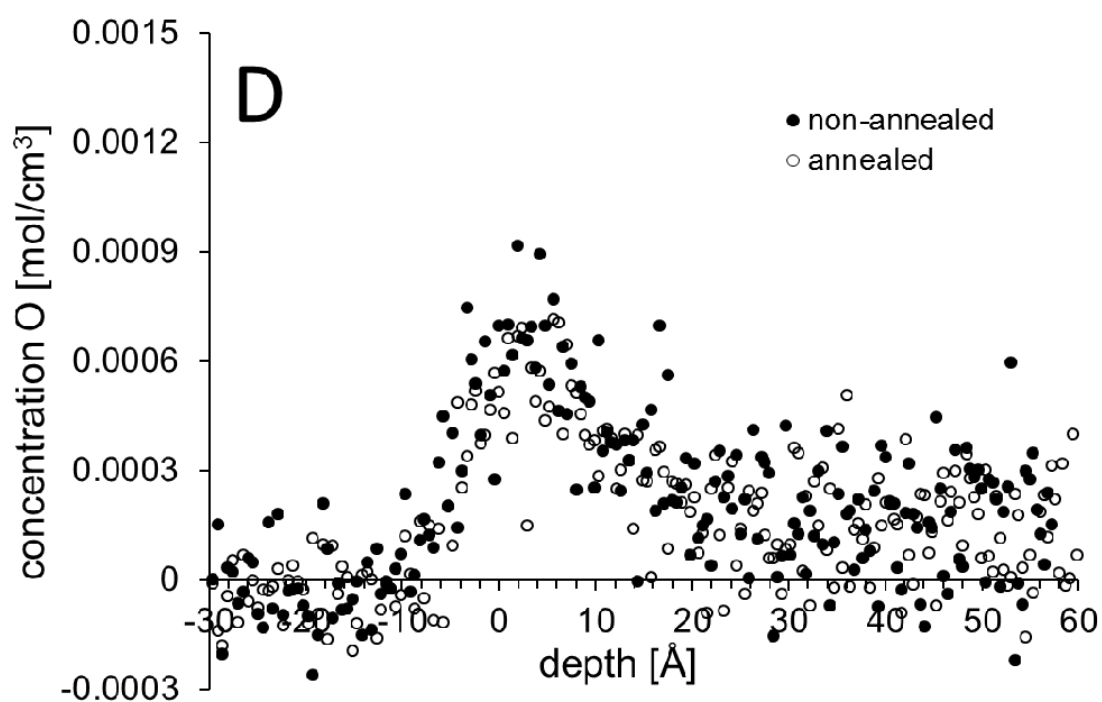 0.0015
D
non-annealed
0.0012
annealed
0.0009
0.0006
0.0003
0
-0.0003
concentration O [mol/cm³]
-30 -20 -10 0 10 20 30 40 50 60
depth [Å]